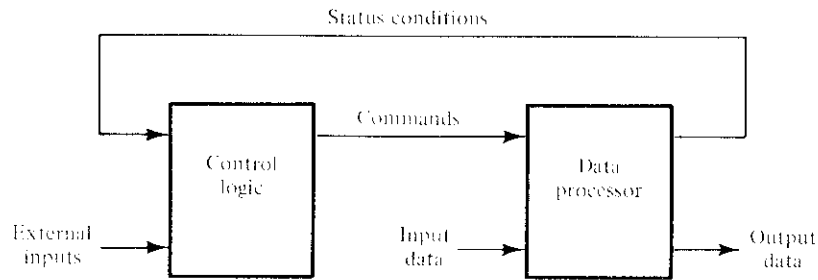 Status conditions
Commands
Control
logic
Data
processor
External
inputs
Input
data
Output
data